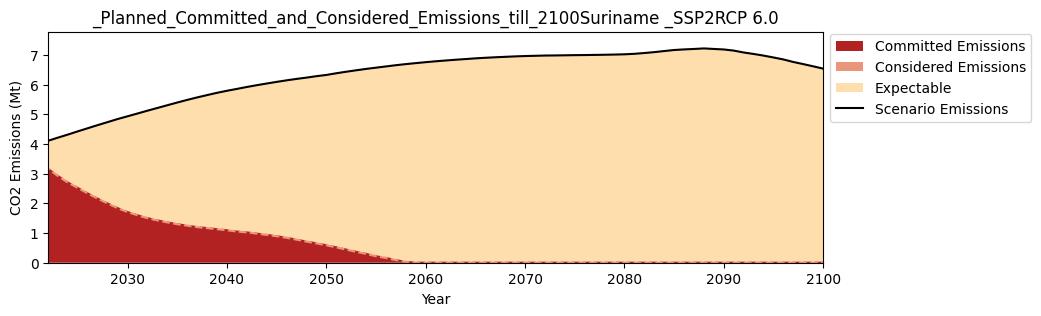 _Planned_Committed_and_Considered_Emissions_till_2100Suriname _SSP2RCP 6.0
Committed Emissions
Considered Emissions
Expectable
Scenario Emissions
CO2 Emissions (Mt)
7
6
5
4
3
2
1
0
2030 2040 2050 2060 2070 2080 2090 2100
Year